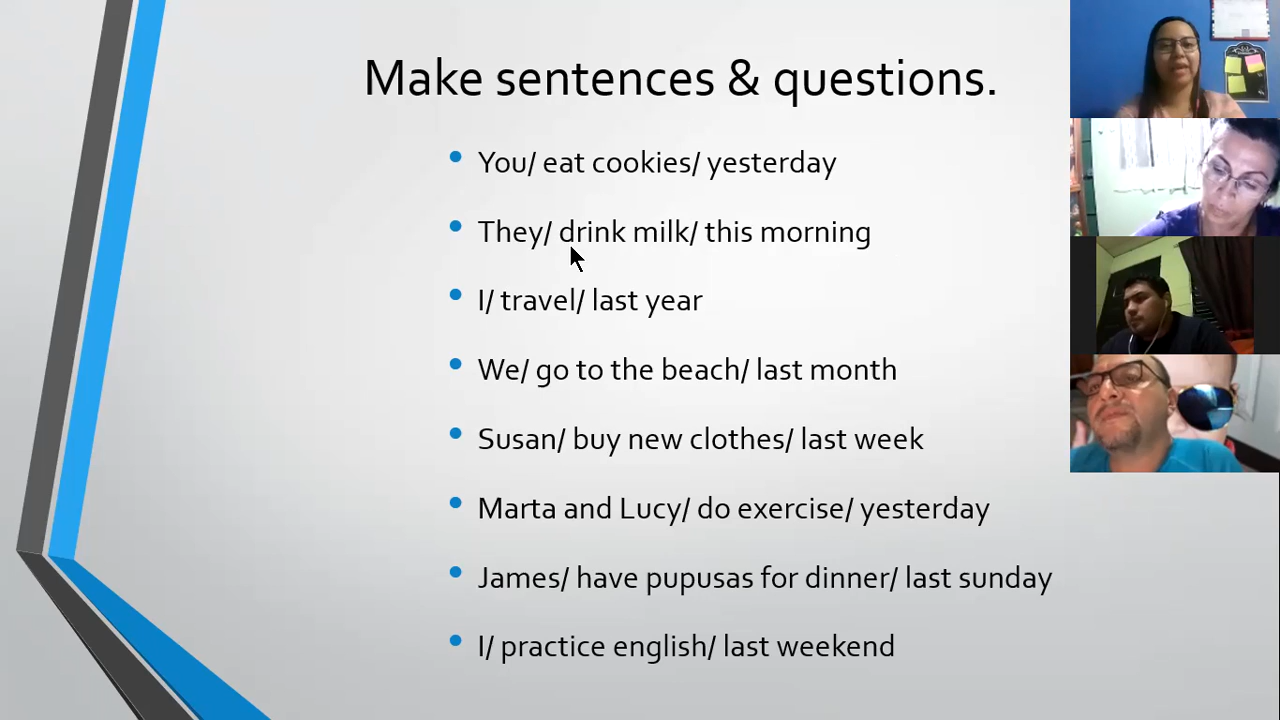 Make sentences & questions.
You/ eat cookies/ yesterday
They/ drink milk/ this morning
I/ travel/ last year
We/ go to the beach/ last month
Susan/ buy new clothes/ last week
Marta and Lucy/ do exercise/ yesterday
James/ have pupusas for dinner/ last sunday
I/ practice english/ last weekend